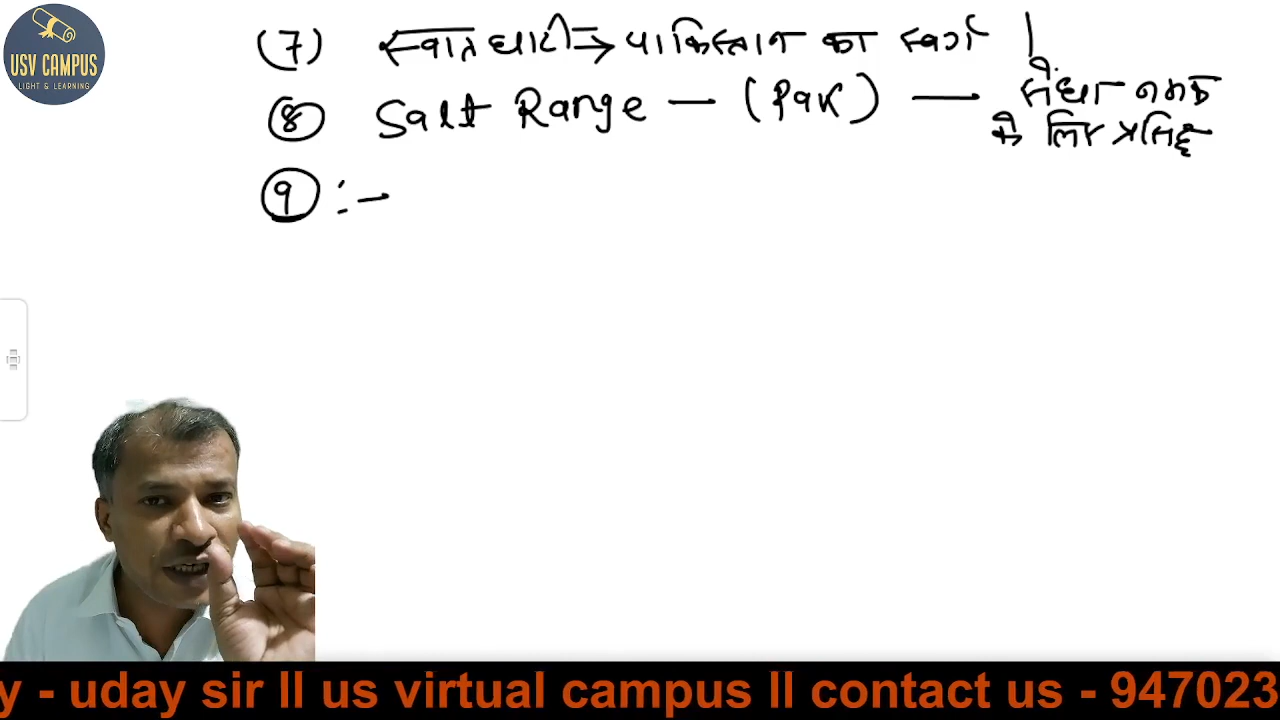 USV CAMPUS
LIGHT & LEARNING
(7) स्वात घाटी → पाकिस्तान का स्वर्ग |
(8) Salt Range — (Pak) — सेंधा नमक
के लिए प्रसिद्ध
(9) :-
y - uday sir ll us virtual campus ll contact us - 947023